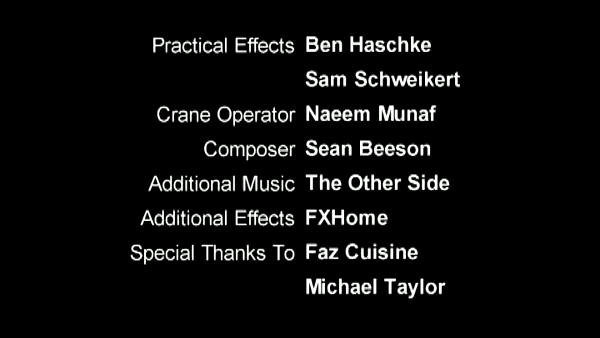 Practical Effects Ben Haschke
Sam Schweikert
Crane Operator Naeem Munaf
Composer Sean Beeson
Additional Music The Other Side
Additional Effects FXHome
Special Thanks To Faz Cuisine
Michael Taylor